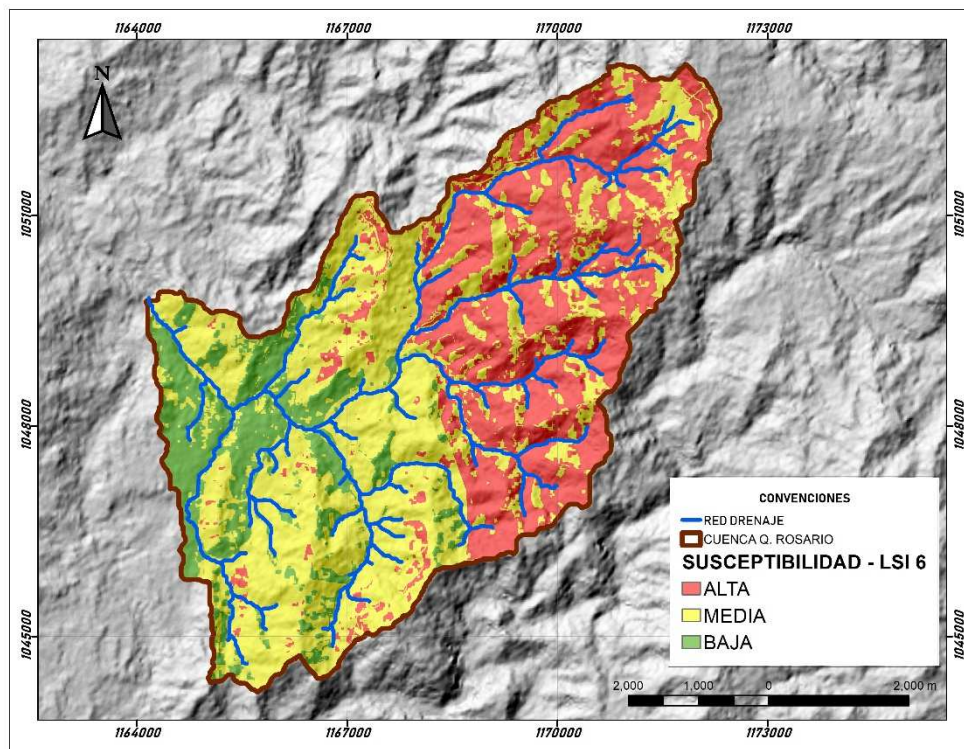 1164000 1167000 1170000 1173000
N
1051000 1051000
1048000 1048000
1045000 1045000
CONVENCIONES
RED DRENAJE
CUENCA Q. ROSARIO
SUSCEPTIBILIDAD - LSI 6
ALTA
MEDIA
BAJA
2,000 1,000 0 2,000 m
1164000 1167000 1170000 1173000